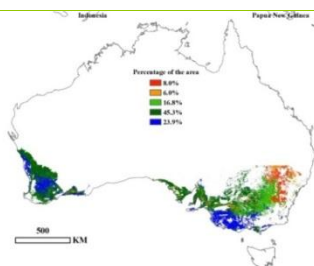 Indonisia
Papua New Guinea
Percentage of the area
8.0%
6.0%
16.8%
45.3%
23.9%
500
KM